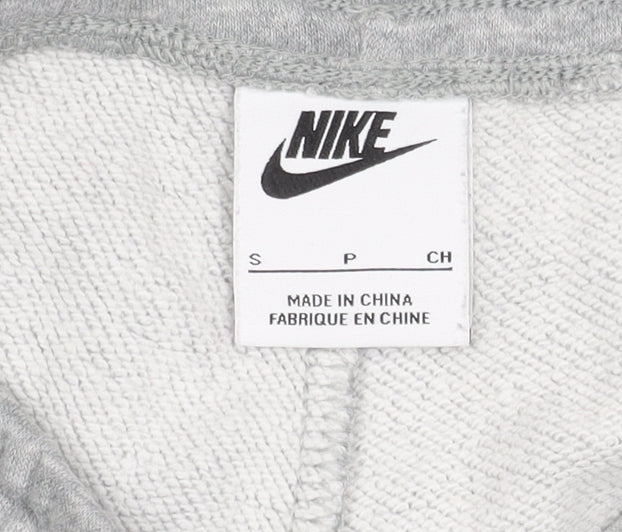 NIKE
S P CH
MADE IN CHINA
FABRIQUE EN CHINE